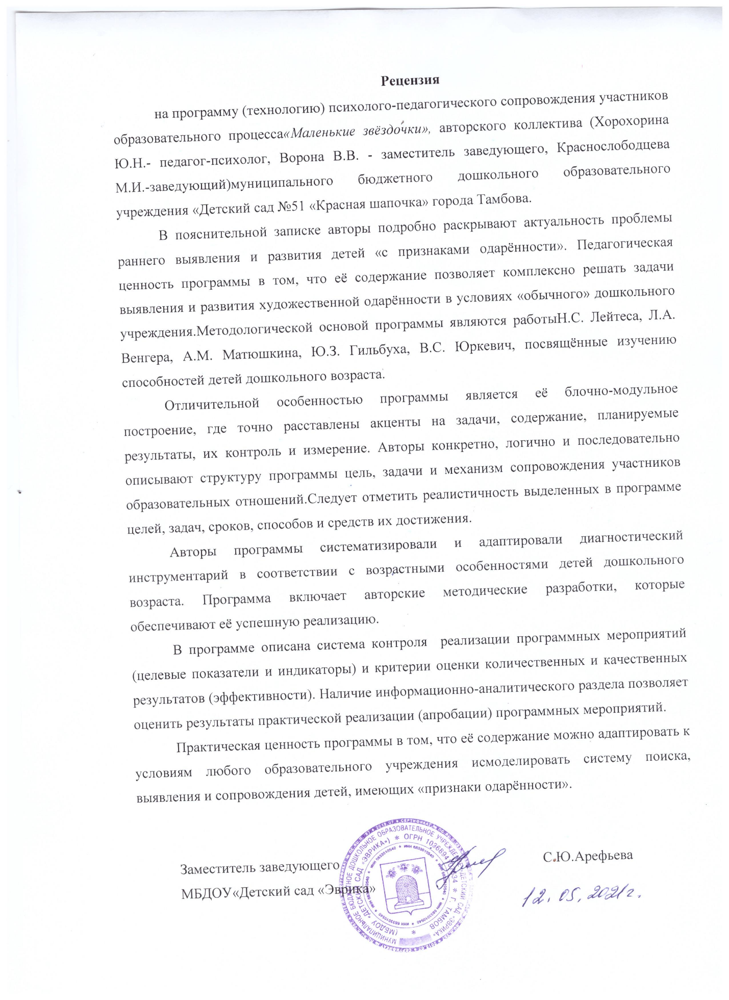 Рецензия
на программу (технологию) психолого-педагогического сопровождения участников
образовательного процесса«Маленькие звёздочки», авторского коллектива (Хорохорина
Ю.Н.- педагог-психолог, Ворона В.В. - заместитель заведующего, Краснослободцева
М.И.-заведующий)муниципального бюджетного дошкольного образовательного
учреждения «Детский сад №51 «Красная шапочка» города Тамбова.
В пояснительной записке авторы подробно раскрывают актуальность проблемы
раннего выявления и развития детей «с признаками одарённости». Педагогическая
ценность программы в том, что её содержание позволяет комплексно решать задачи
выявления и развития художественной одарённости в условиях «обычного» дошкольного
учреждения.Методологической основой программы являются работыН.С. Лейтеса, Л.А.
Венгера, А.М. Матюшкина, Ю.З. Гильбуха, В.С. Юркевич, посвящённые изучению
способностей детей дошкольного возраста.
Отличительной особенностью программы является её блочно-модульное
построение, где точно расставлены акценты на задачи, содержание, планируемые
результаты, их контроль и измерение. Авторы конкретно, логично и последовательно
описывают структуру программы цель, задачи и механизм сопровождения участников
образовательных отношений.Следует отметить реалистичность выделенных в программе
целей, задач, сроков, способов и средств их достижения.
Авторы программы систематизировали и адаптировали диагностический
инструментарий в соответствии с возрастными особенностями детей дошкольного
возраста. Программа включает авторские методические разработки, которые
обеспечивают её успешную реализацию.
В программе описана система контроля реализации программных мероприятий
(целевые показатели и индикаторы) и критерии оценки количественных и качественных
результатов (эффективности). Наличие информационно-аналитического раздела позволяет
оценить результаты практической реализации (апробации) программных мероприятий.
Практическая ценность программы в том, что её содержание можно адаптировать к
условиям любого образовательного учреждения исмоделировать систему поиска,
выявления и сопровождения детей, имеющих «признаки одарённости».
Заместитель заведующего С.Ю.Арефьева
МБДОУ«Детский сад «Эврика»
12.05.2021г.
МУНИЦИПАЛЬНОЕ БЮДЖЕТНОЕ ДОШКОЛЬНОЕ ОБРАЗОВАТЕЛЬНОЕ УЧРЕЖДЕНИЕ «ДЕТСКИЙ САД «ЭВРИКА»
(МБДОУ «ДЕТСКИЙ САД «ЭВРИКА») * ОГРН * Г. ТАМБОВ *
ИНН 6833010540